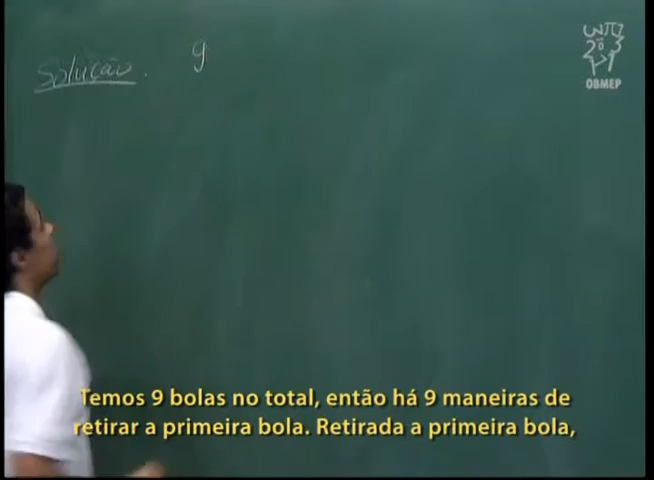 Solução. 9
OBMEP
Temos 9 bolas no total, então há 9 maneiras de
retirar a primeira bola. Retirada a primeira bola,